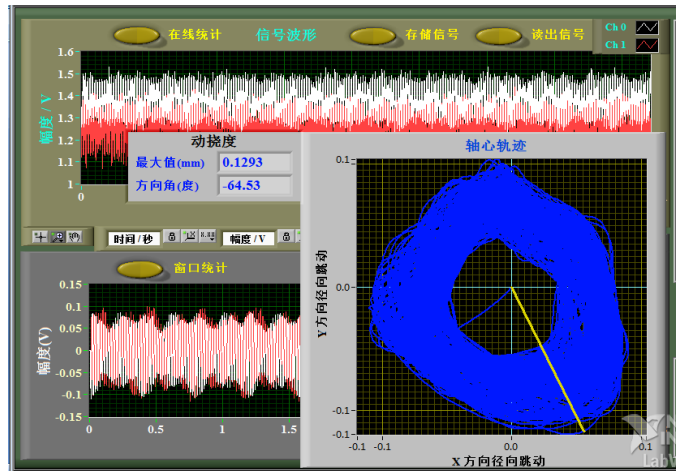 在线统计 信号波形 存储信号 读出信号 Ch 0
Ch 1
1.6
1.5
1.4
1.3
1.2
1.1
1
幅度 / V
0
动挠度
最大值(mm) 0.1293
方向角(度) -64.53
时间/秒 幅度/V
窗口统计
0.15
0.1
0.05
0
-0.05
-0.1
-0.15
幅度(V)
0 0.5 1 1.5
轴心轨迹
0.1
0.0
-0.1
-0.1
Y方向径向跳动
-0.1 -0.1 0.0 0.1
X方向径向跳动